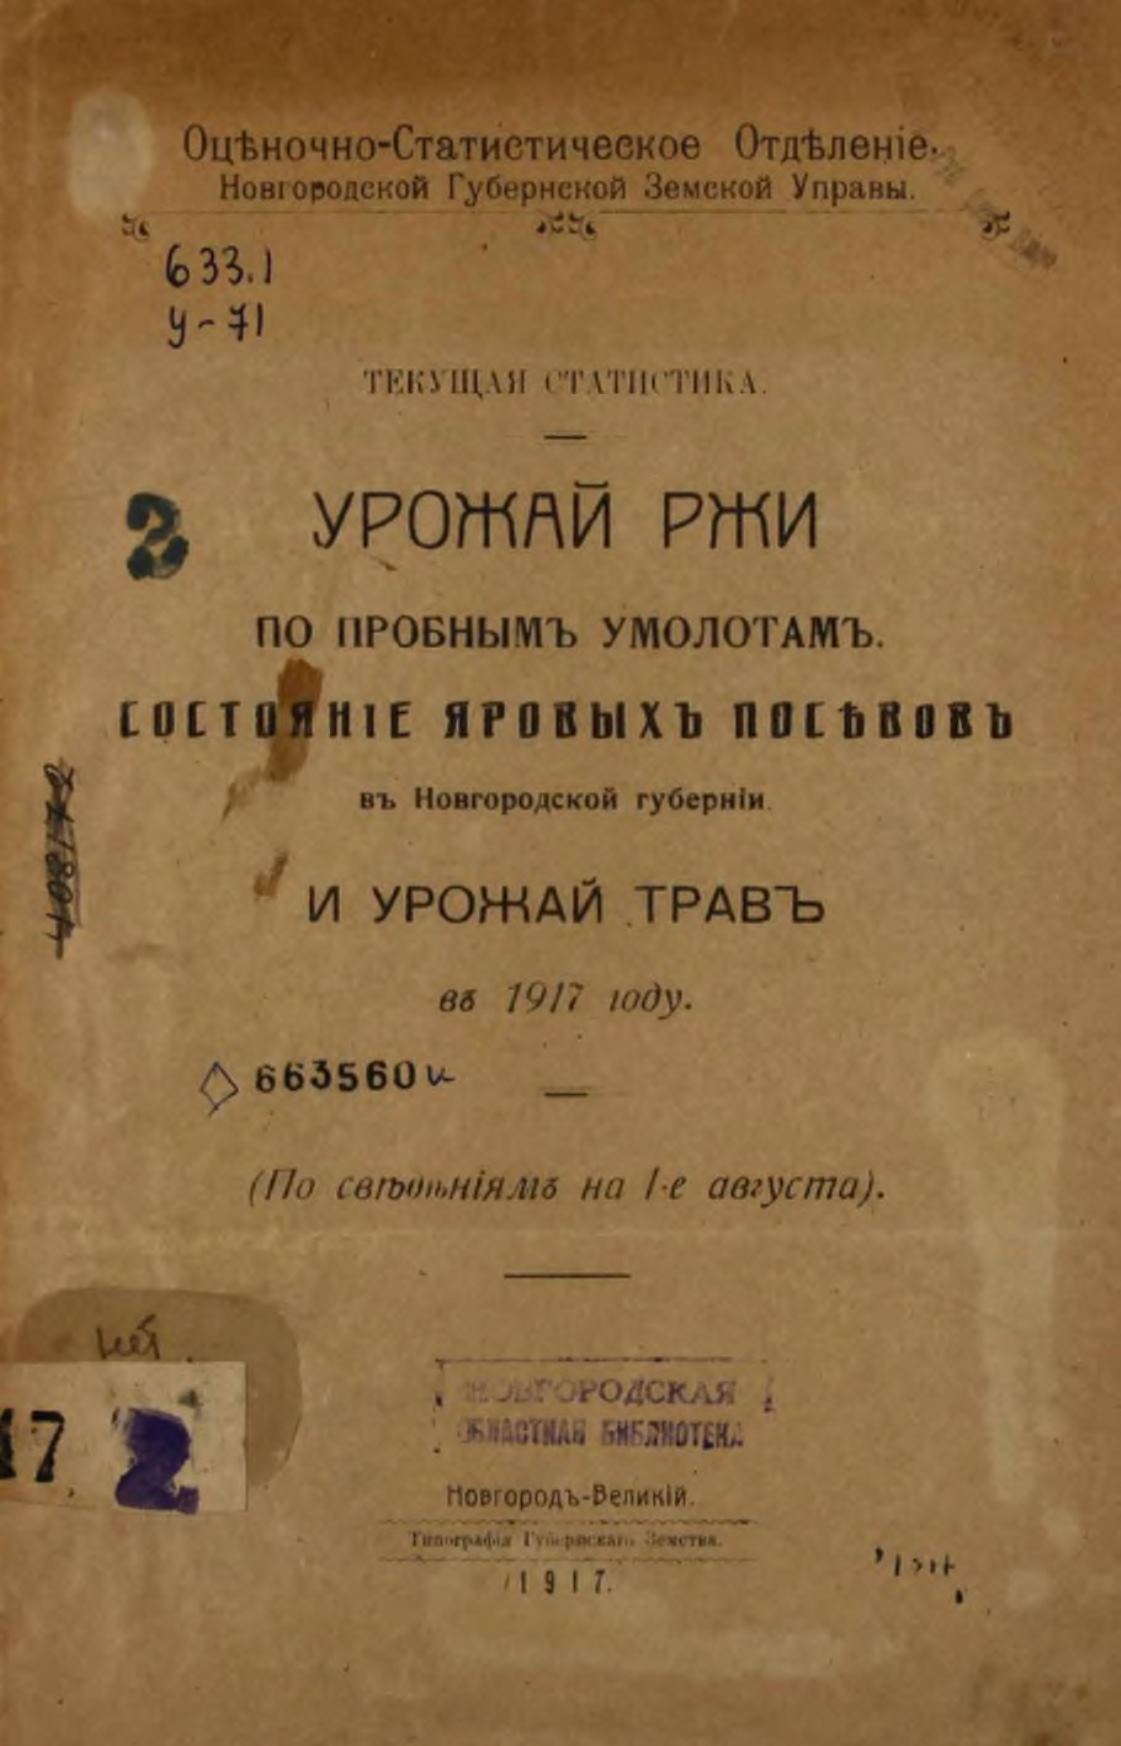 Оцѣночно-Статистическое Отдѣленіе.
Новгородской Губернской Земской Управы.
633.1
У-71
ТЕКУЩАЯ СТАТИСТИКА.
2
УРОЖАЙ РЖИ
ПО ПРОБНЫМЪ УМОЛОТАМЪ.
СОСТОЯНІЕ ЯРОВЫХЪ ПОСѢВОВЪ
въ Новгородской губерніи.
И УРОЖАЙ ТРАВЪ
въ 1917 году.
663560 и
(По свѣдѣніямъ на 1-е августа).
17
2
НОВГОРОДСКАЯ
ОБЛАСТНАЯ БИБЛИОТЕКА
Новгородъ-Великій.
Типографія Губернскаго Земства.
1917.